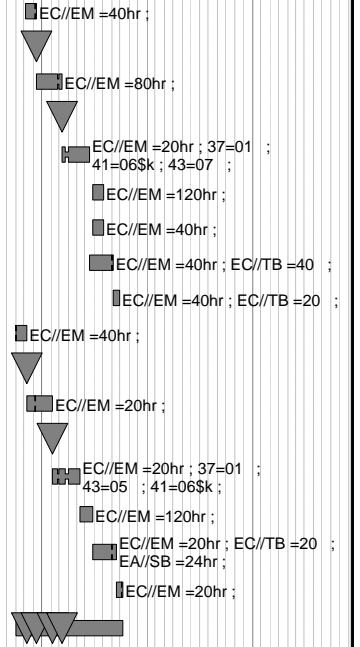 EC//EM =40hr ;
EC//EM =80hr ;
EC//EM =20hr ; 37=01 ;
41=06$k ; 43=07 ;
EC//EM =120hr ;
EC//EM =40hr ;
EC//EM =40hr ; EC//TB =40 ;
EC//EM =40hr ; EC//TB =20 ;
EC//EM =40hr ;
EC//EM =20hr ;
EC//EM =20hr ; 37=01 ;
43=05 ; 41=06$k ;
EC//EM =120hr ;
EC//EM =20hr ; EC//TB =20 ;
EA//SB =24hr ;
EC//EM =20hr ;